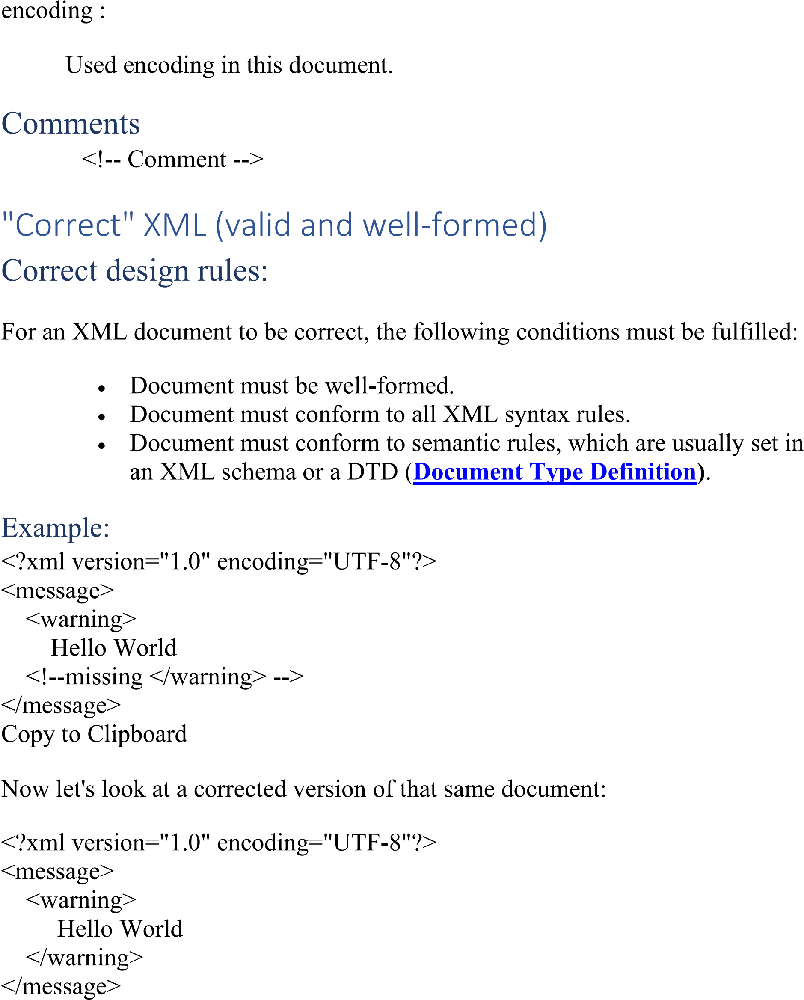 encoding :
Used encoding in this document.
Comments
<!-- Comment -->
"Correct" XML (valid and well-formed)
Correct design rules:
For an XML document to be correct, the following conditions must be fulfilled:
• Document must be well-formed.
• Document must conform to all XML syntax rules.
• Document must conform to semantic rules, which are usually set in
an XML schema or a DTD (Document Type Definition).
Example:
<?xml version="1.0" encoding="UTF-8"?>
<message>
<warning>
Hello World
<!--missing </warning> -->
</message>
Copy to Clipboard
Now let's look at a corrected version of that same document:
<?xml version="1.0" encoding="UTF-8"?>
<message>
<warning>
Hello World
</warning>
</message>